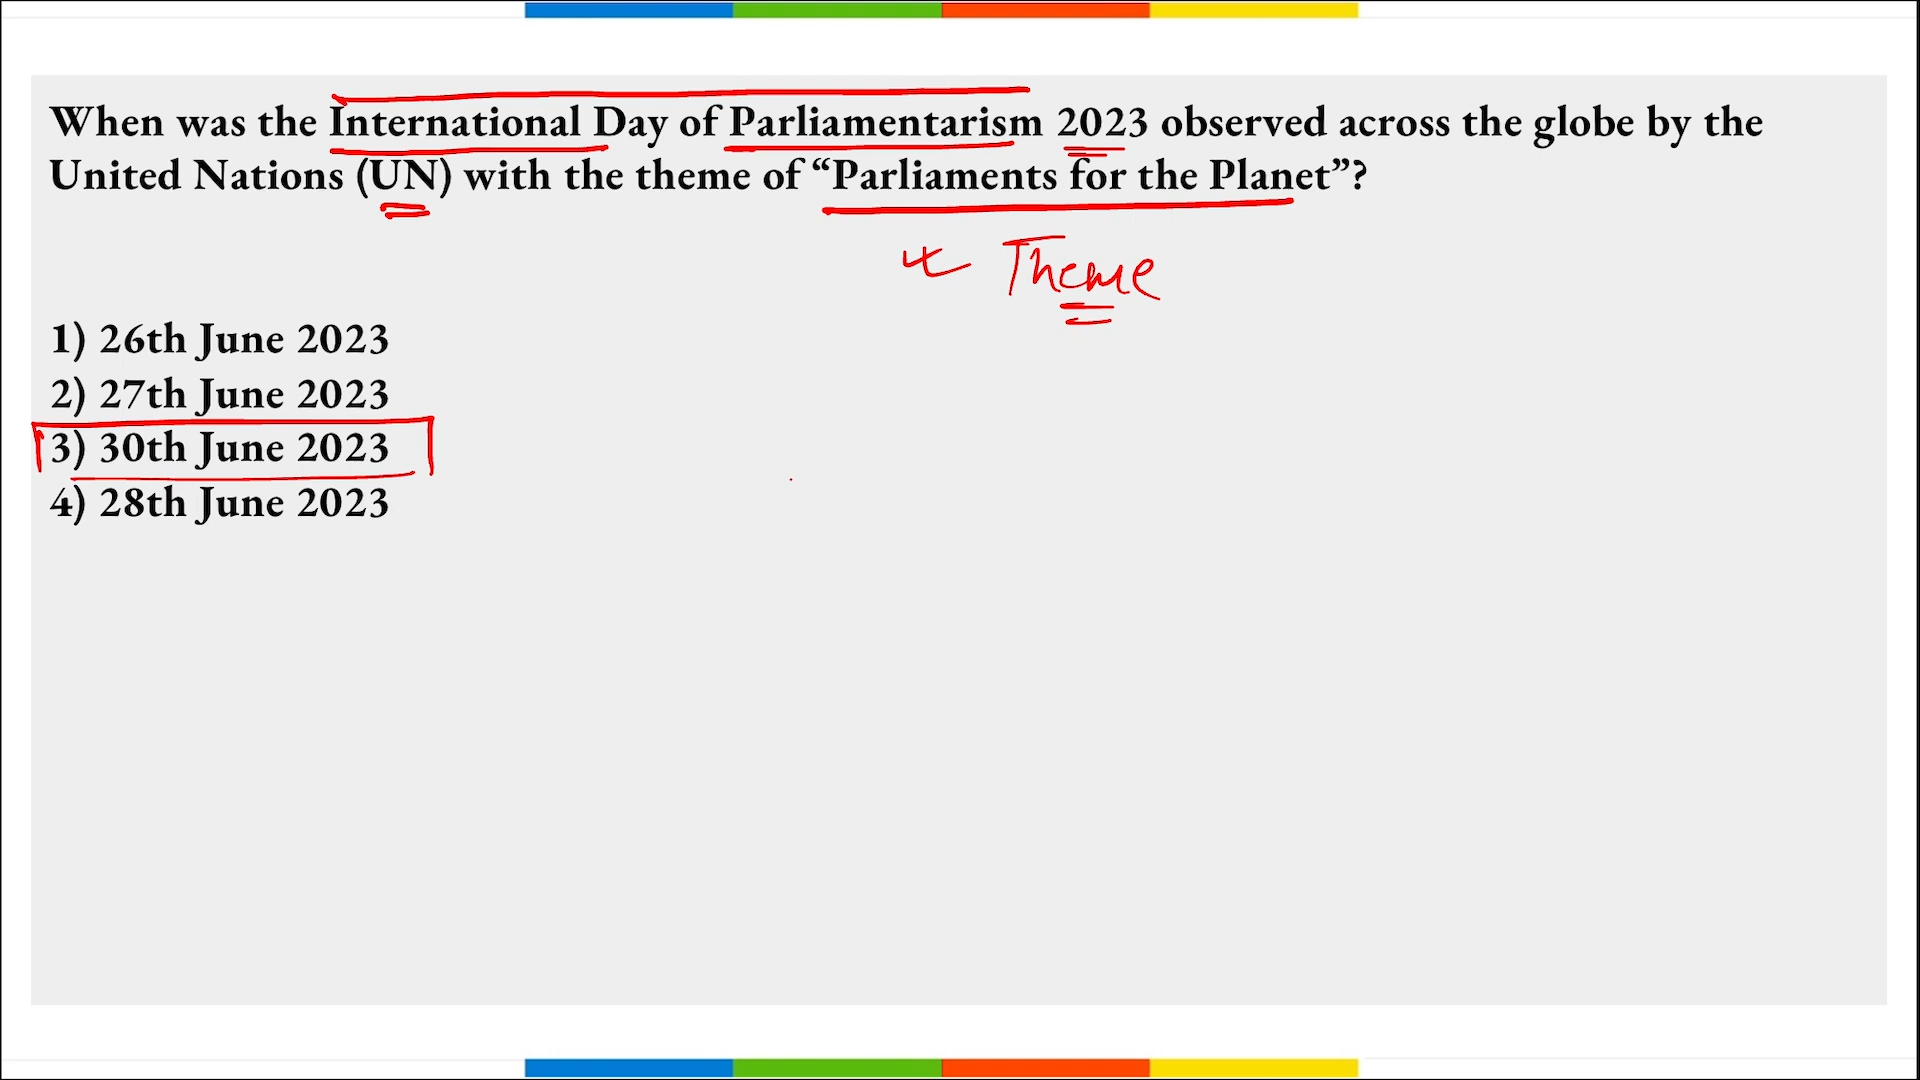 When was the International Day of Parliamentarism 2023 observed across the globe by the
United Nations (UN) with the theme of “Parliaments for the Planet”?
Theme
1) 26th June 2023
2) 27th June 2023
3) 30th June 2023
4) 28th June 2023